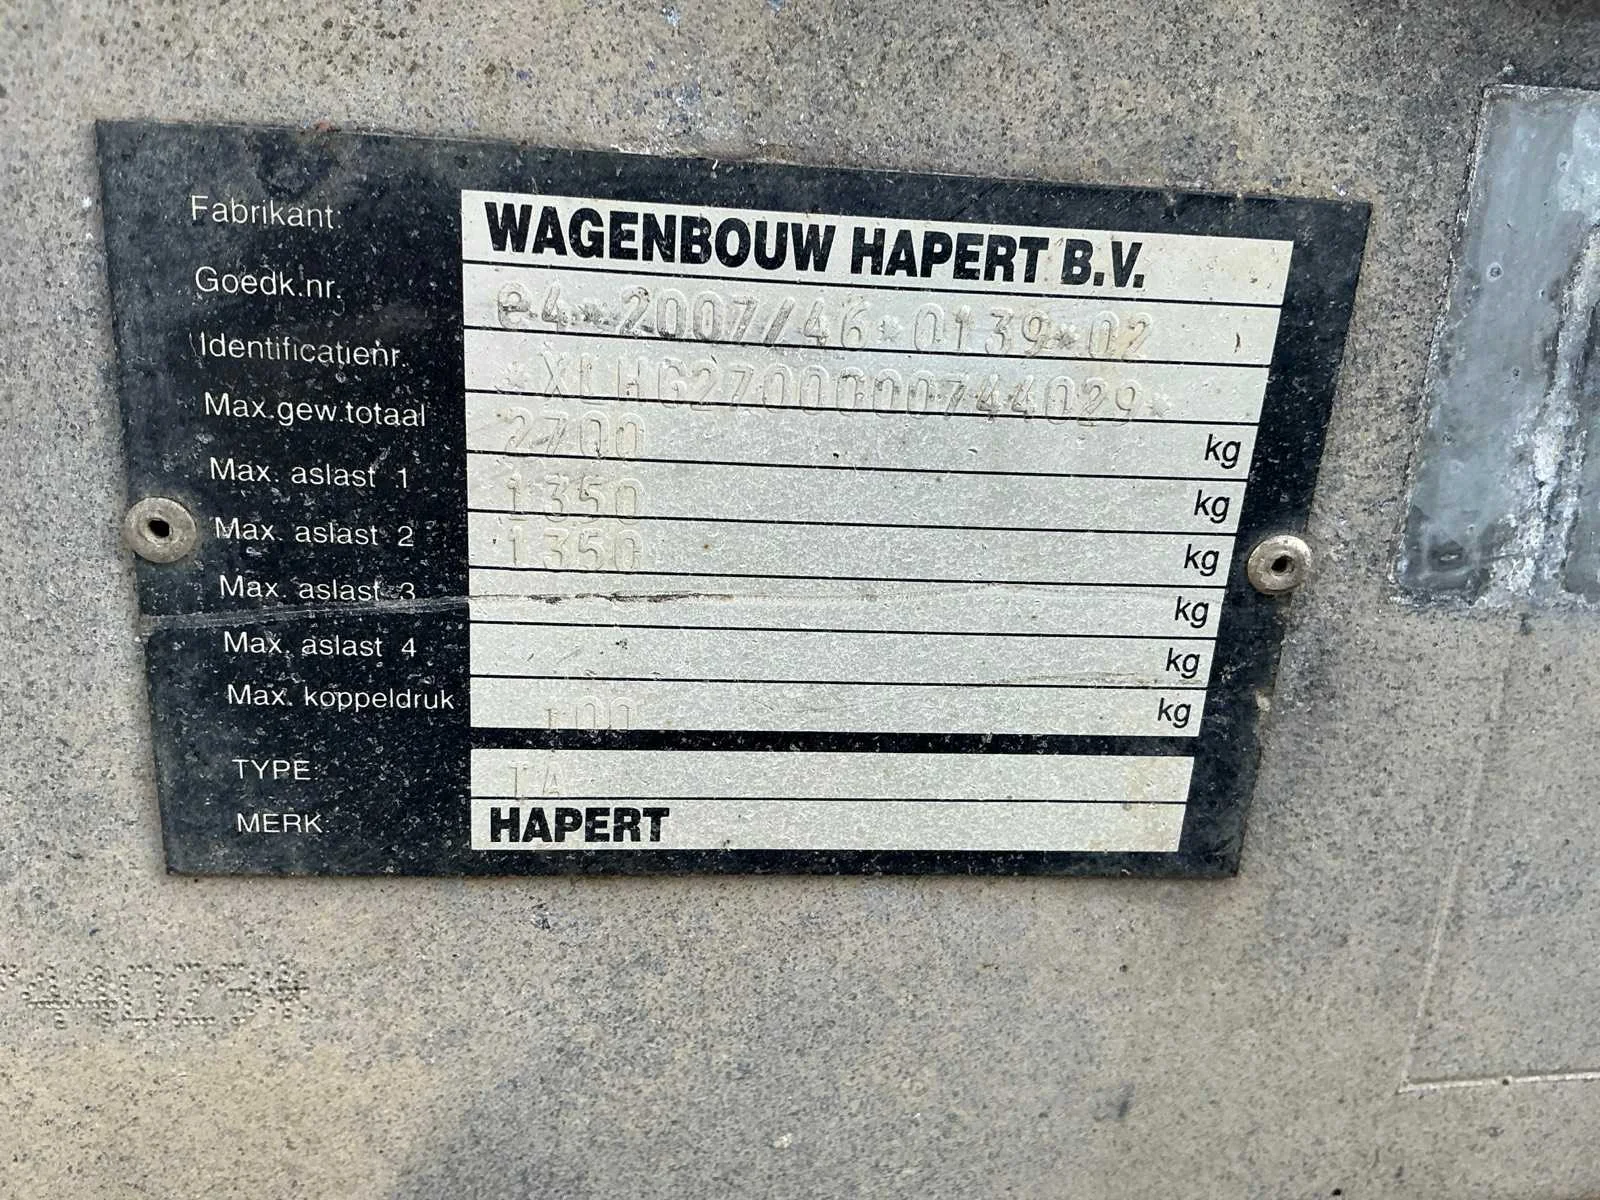 Fabrikant: WAGENBOUW HAPERT B.V.
Goedk.nr. e4*2007/46*0139*02
Identificatienr. *XLHG2700000744029*
Max.gew.totaal 2700 kg
Max. aslast 1 1350 kg
Max. aslast 2 1350 kg
Max. aslast 3 kg
Max. aslast 4 kg
Max. koppeldruk 100 kg
TYPE: TA
MERK: HAPERT